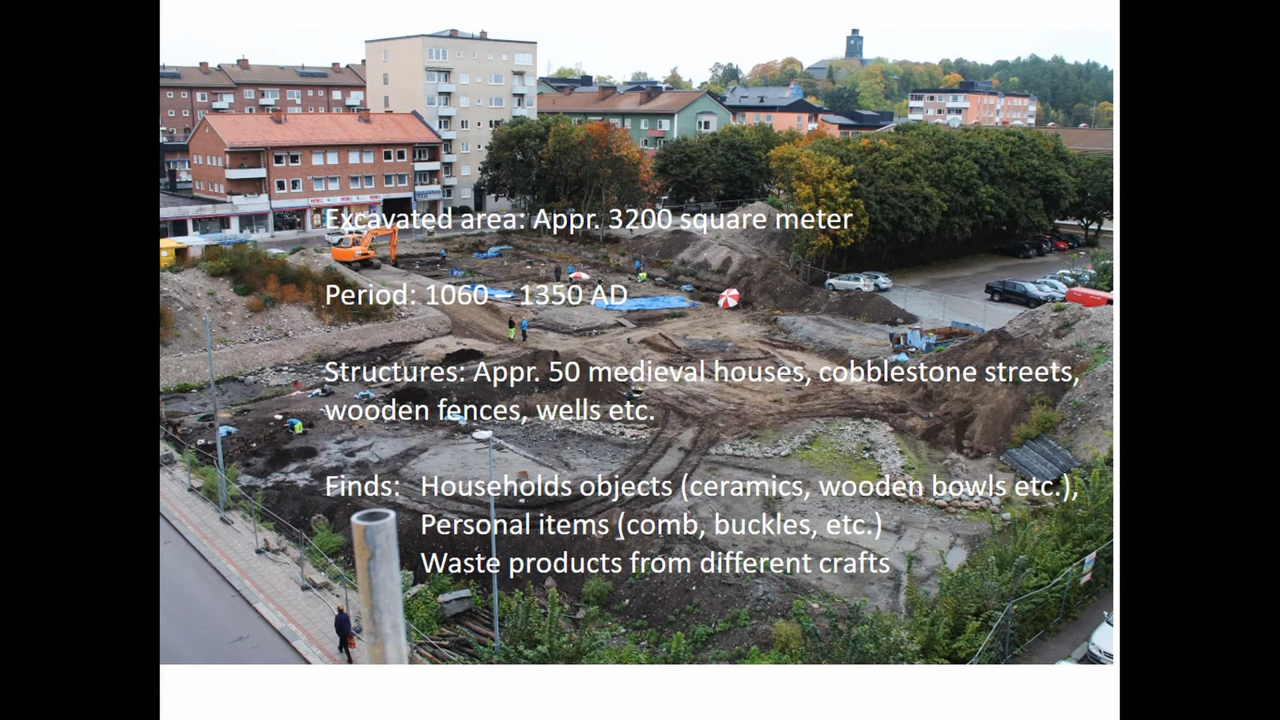 Excavated area: Appr. 3200 square meter
Period: 1060 – 1350 AD
Structures: Appr. 50 medieval houses, cobblestone streets,
wooden fences, wells etc.
Finds: Households objects (ceramics, wooden bowls etc.),
Personal items (comb, buckles, etc.)
Waste products from different crafts